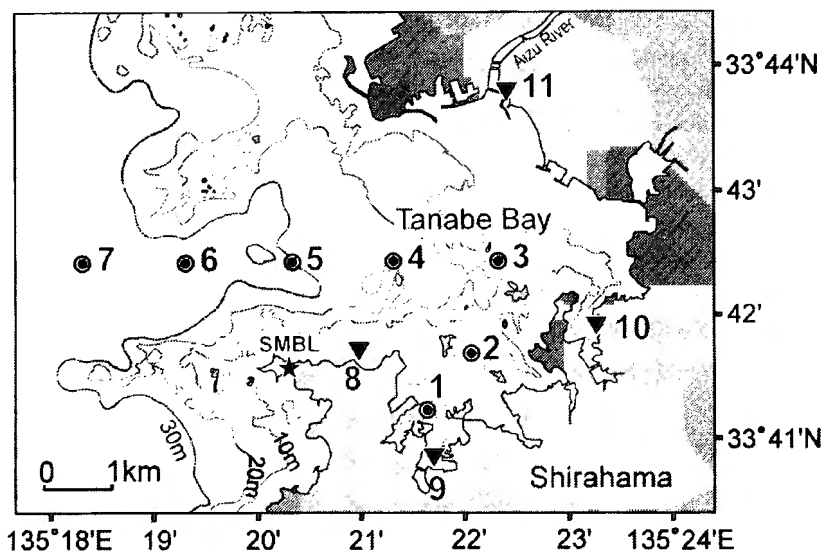 Aizu River
11
33°44'N
43'
Tanabe Bay
7
6
5
4
3
42'
SMBL
8
2
10
1
33°41'N
30m
20m
10m
0 1km
9
Shirahama
135°18'E 19' 20' 21' 22' 23' 135°24'E